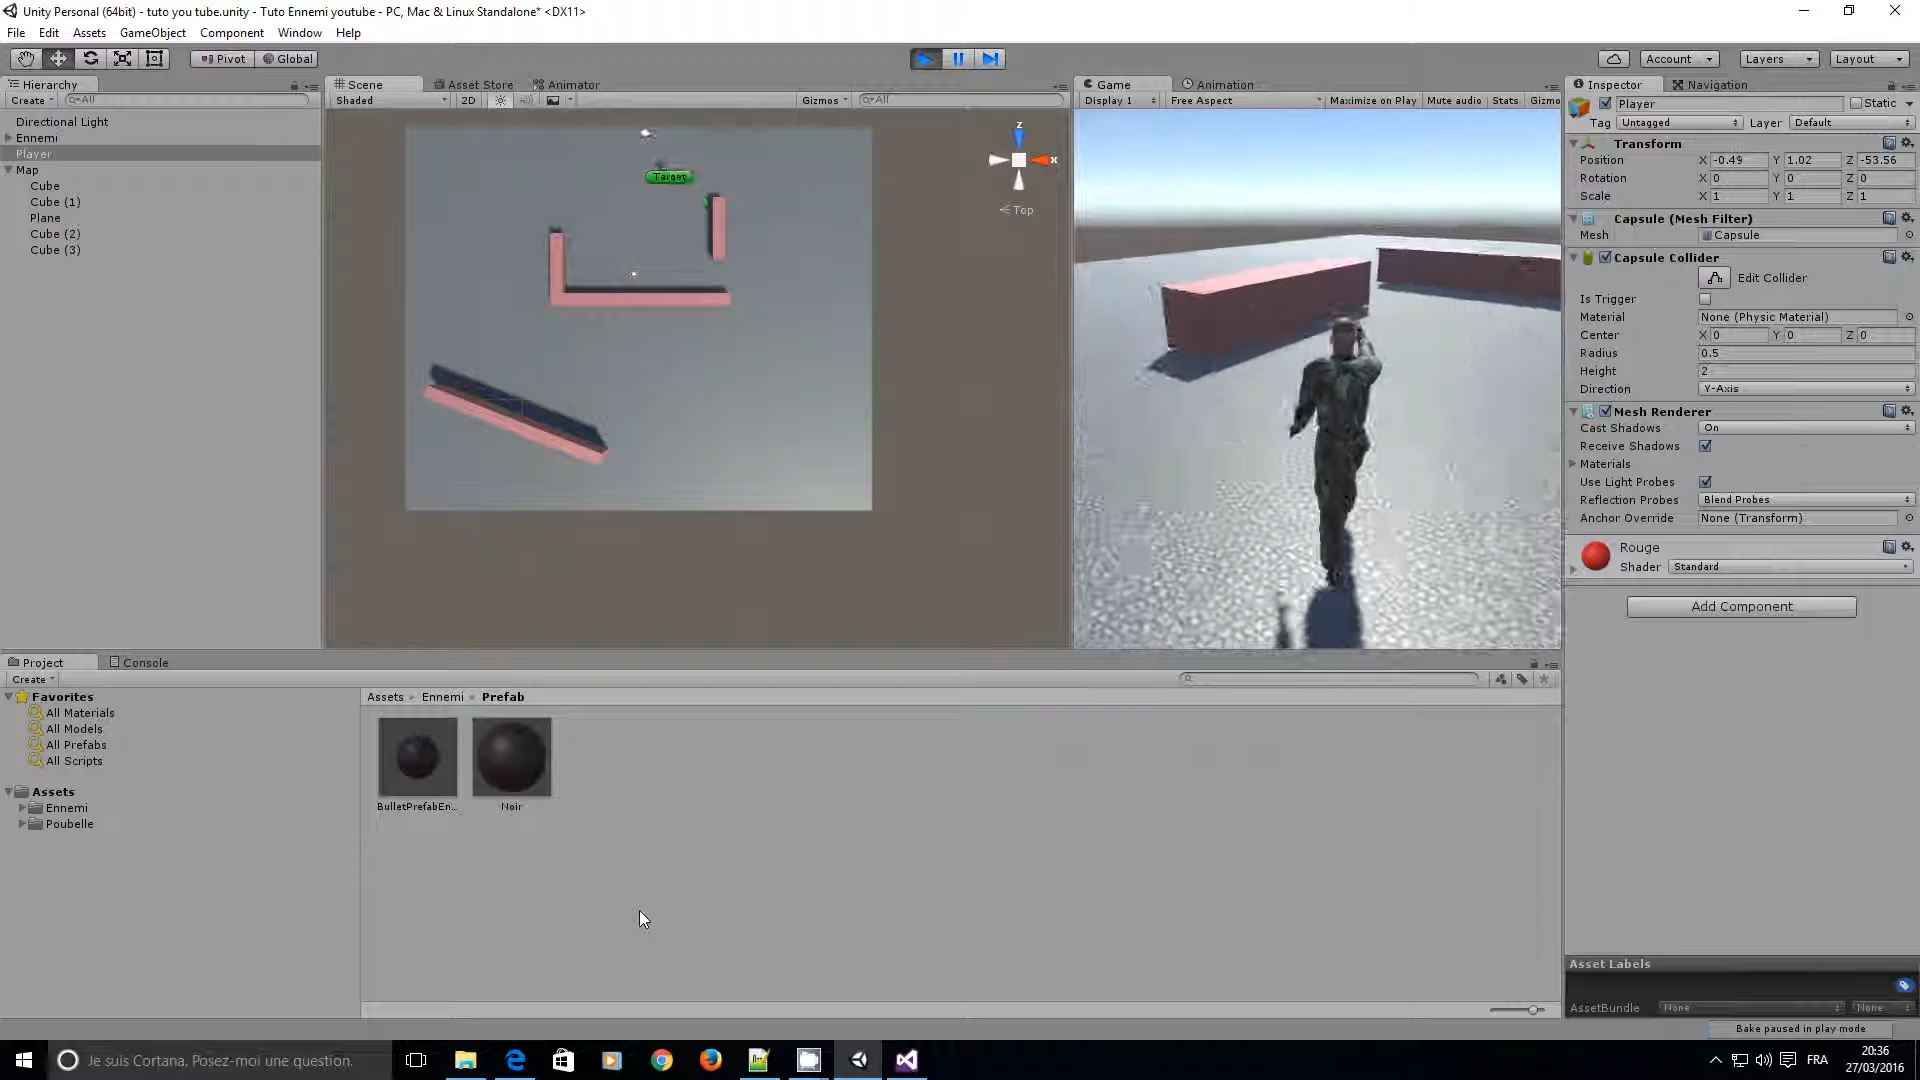 Unity Personal (64bit) - tuto you tube.unity - Tuto Ennemi youtube - PC, Mac & Linux Standalone* <DX11>
File Edit Assets GameObject Component Window Help
Pivot Global Account Layers Layout
Hierarchy
Create All
Directional Light
Ennemi
Player
Map
Cube
Cube (1)
Plane
Cube (2)
Cube (3)
Scene Asset Store Animator
Shaded 2D Gizmos All
Target
z
x
Top
Game Animation
Display 1 Free Aspect Maximize on Play Mute audio Stats Gizmo
Inspector Navigation
Player Static
Tag Untagged Layer Default
Transform
Position X -0.49 Y 1.02 Z -53.56
Rotation X 0 Y 0 Z 0
Scale X 1 Y 1 Z 1
Capsule (Mesh Filter)
Mesh Capsule
Capsule Collider
Edit Collider
Is Trigger
Material None (Physic Material)
Center X 0 Y 0 Z 0
Radius 0.5
Height 2
Direction Y-Axis
Mesh Renderer
Cast Shadows On
Receive Shadows
Materials
Use Light Probes
Reflection Probes Blend Probes
Anchor Override None (Transform)
Rouge
Shader Standard
Add Component
Project Console
Create
Favorites
All Materials
All Models
All Prefabs
All Scripts
Assets
Ennemi
Poubelle
Assets Ennemi Prefab
BulletPrefabEn... Noir
Asset Labels
AssetBundle None None
Bake paused in play mode
Je suis Cortana. Posez-moi une question.
FRA
20:36
27/03/2016